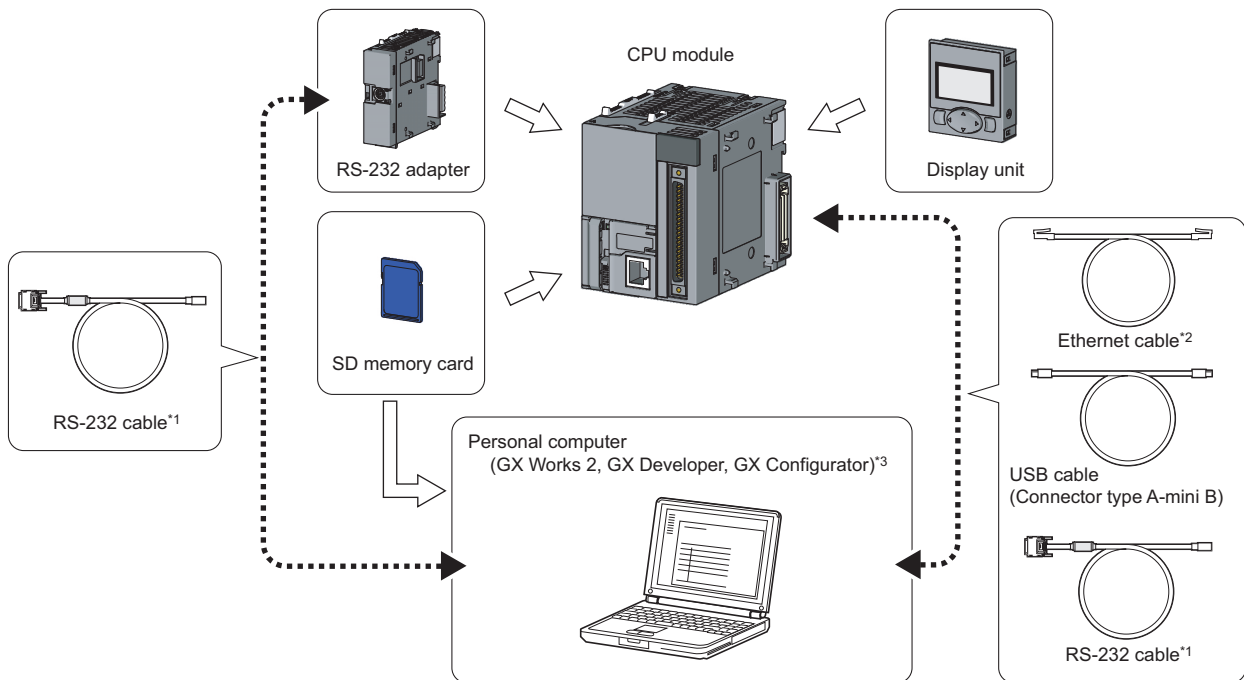 CPU module
RS-232 adapter
Display unit
SD memory card
RS-232 cable*1
Personal computer
(GX Works 2, GX Developer, GX Configurator)*3
Ethernet cable*2
USB cable
(Connector type A-mini B)
RS-232 cable*1